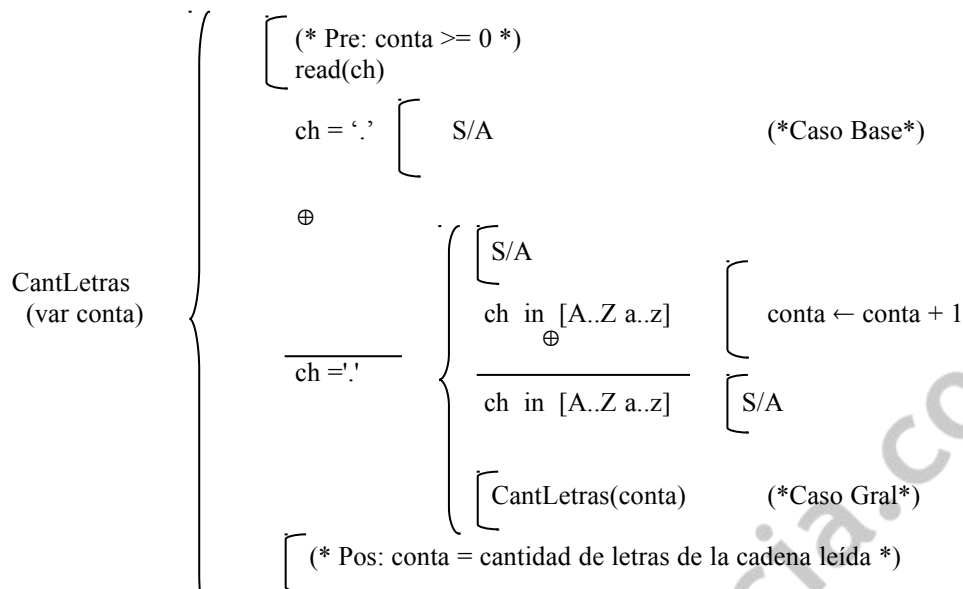 (* Pre: conta >= 0 *)
read(ch)
ch = ‘.’ S/A (*Caso Base*)
⊕
S/A
CantLetras
(var conta)
ch in [A..Z a..z] conta ← conta + 1
⊕
ch ='.'
ch in [A..Z a..z] S/A
CantLetras(conta) (*Caso Gral*)
(* Pos: conta = cantidad de letras de la cadena leída *)